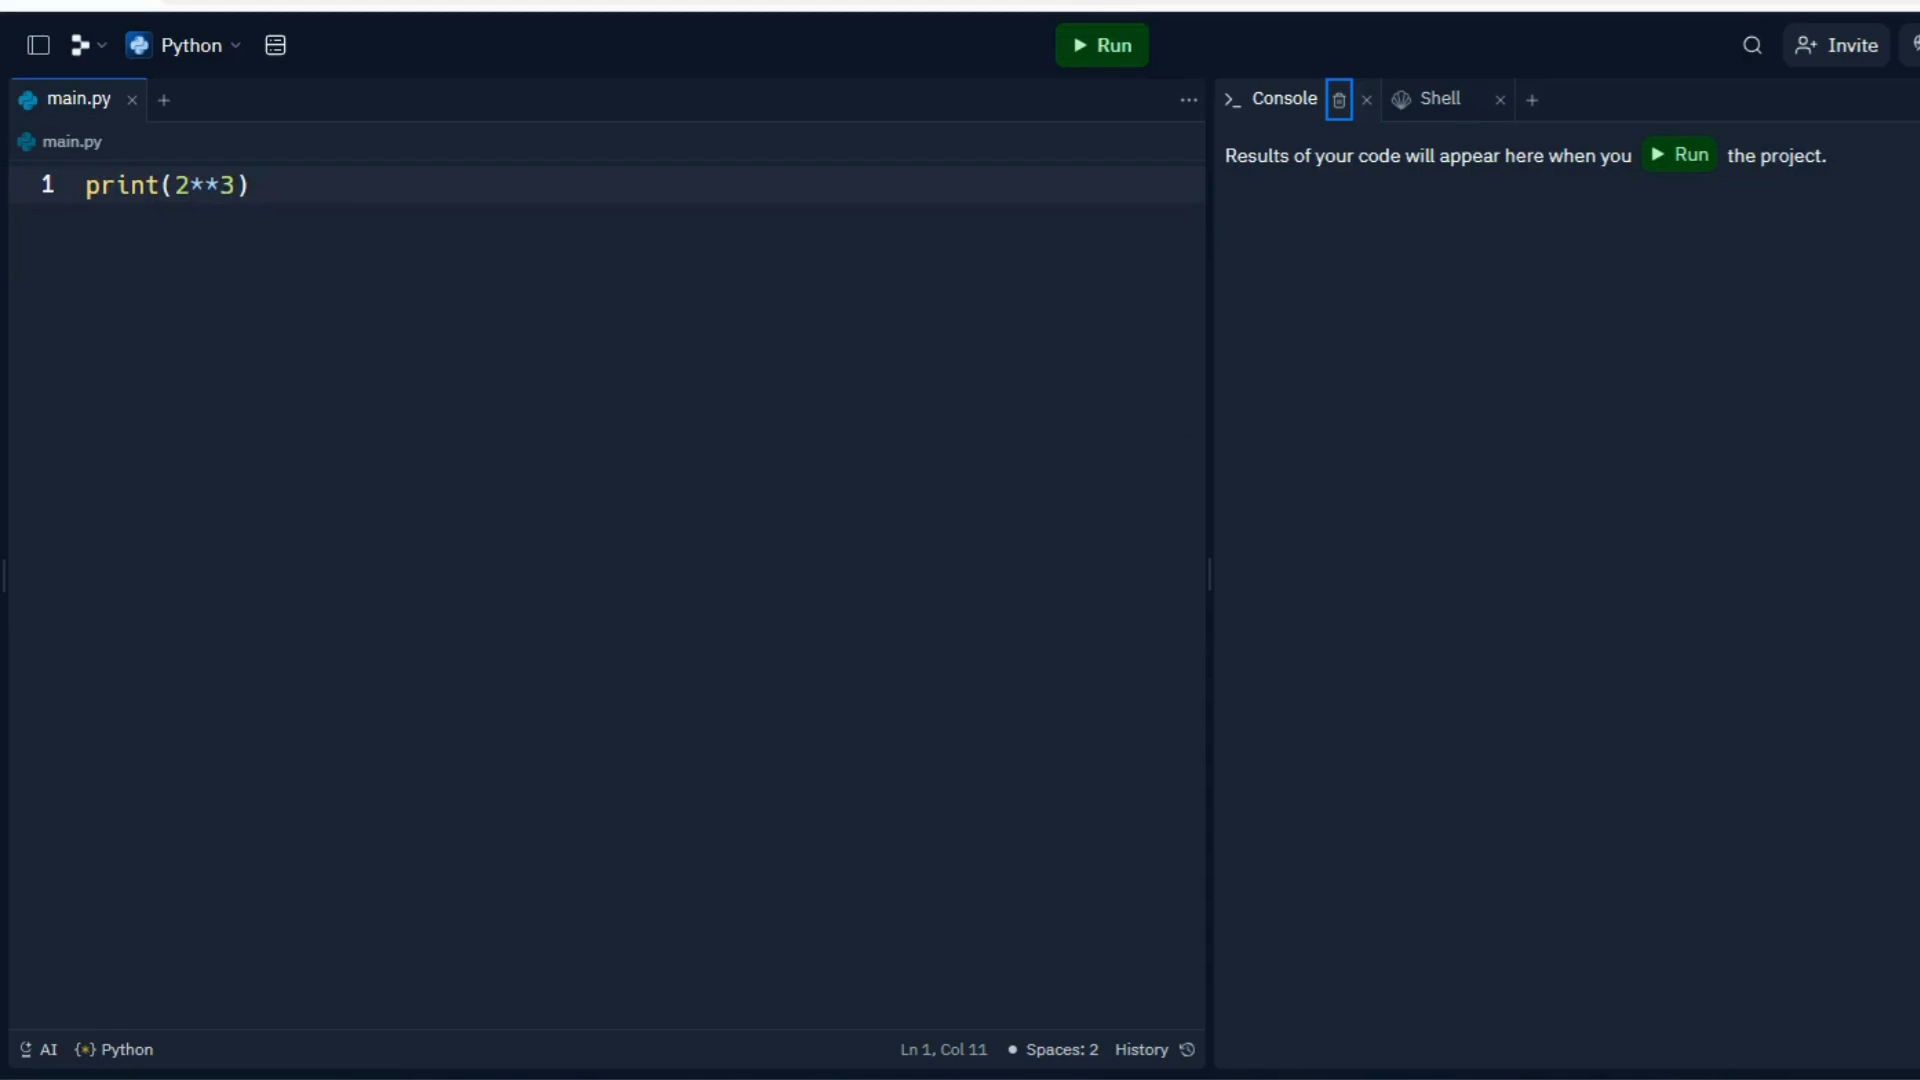 Python
Run
Invite
main.py
Console
Shell
main.py
Results of your code will appear here when you Run the project.
1 print(2**3)
AI {*} Python
Ln 1, Col 11 • Spaces: 2 History